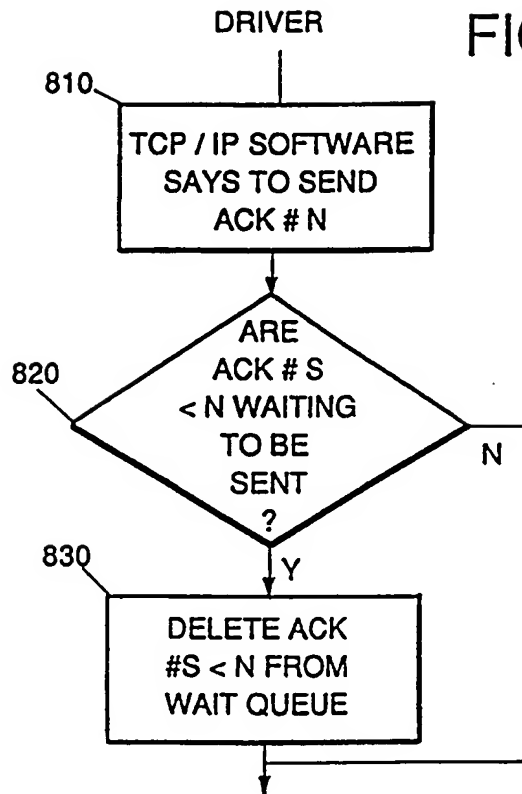 DRIVER
810
TCP / IP SOFTWARE
SAYS TO SEND
ACK # N
820
ARE
ACK # S
< N WAITING
TO BE
SENT
?
N
Y
830
DELETE ACK
#S < N FROM
WAIT QUEUE